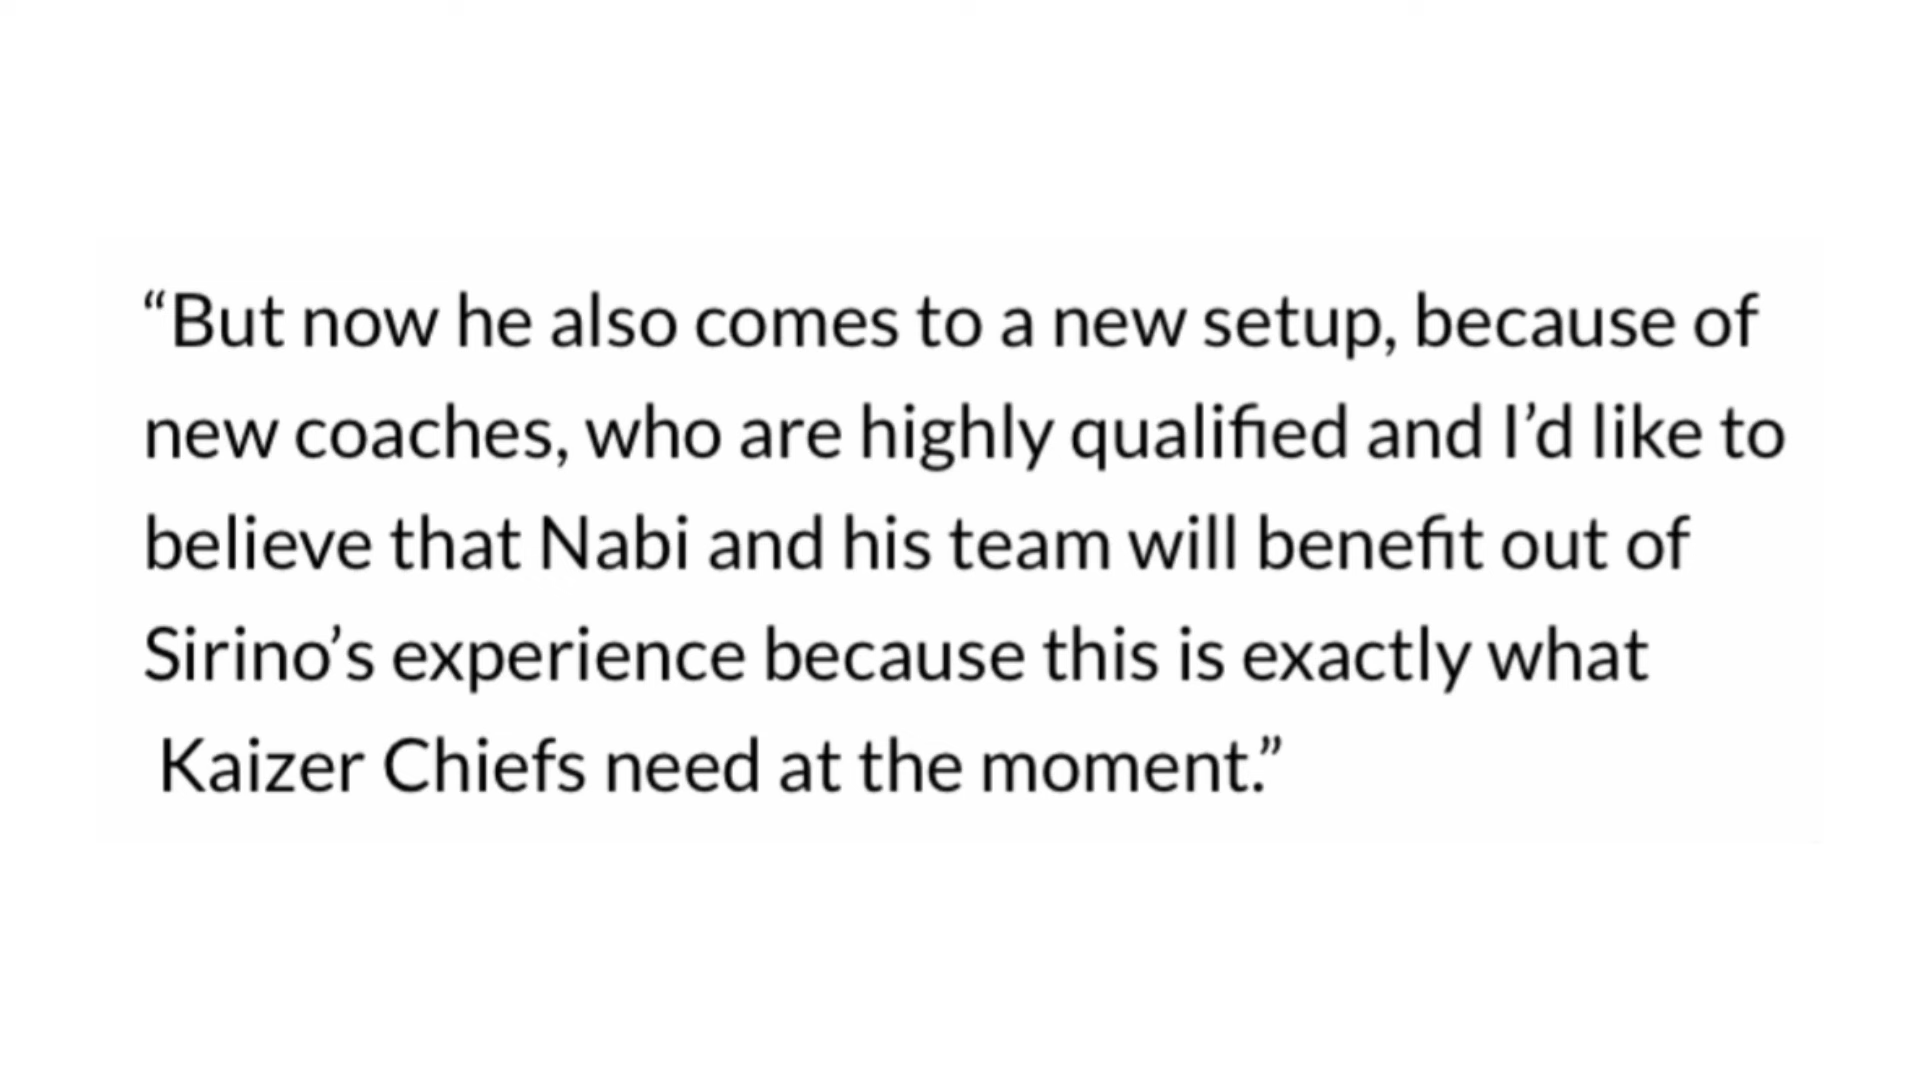 “But now he also comes to a new setup, because of
new coaches, who are highly qualified and I’d like to
believe that Nabi and his team will benefit out of
Sirino’s experience because this is exactly what
Kaizer Chiefs need at the moment.”